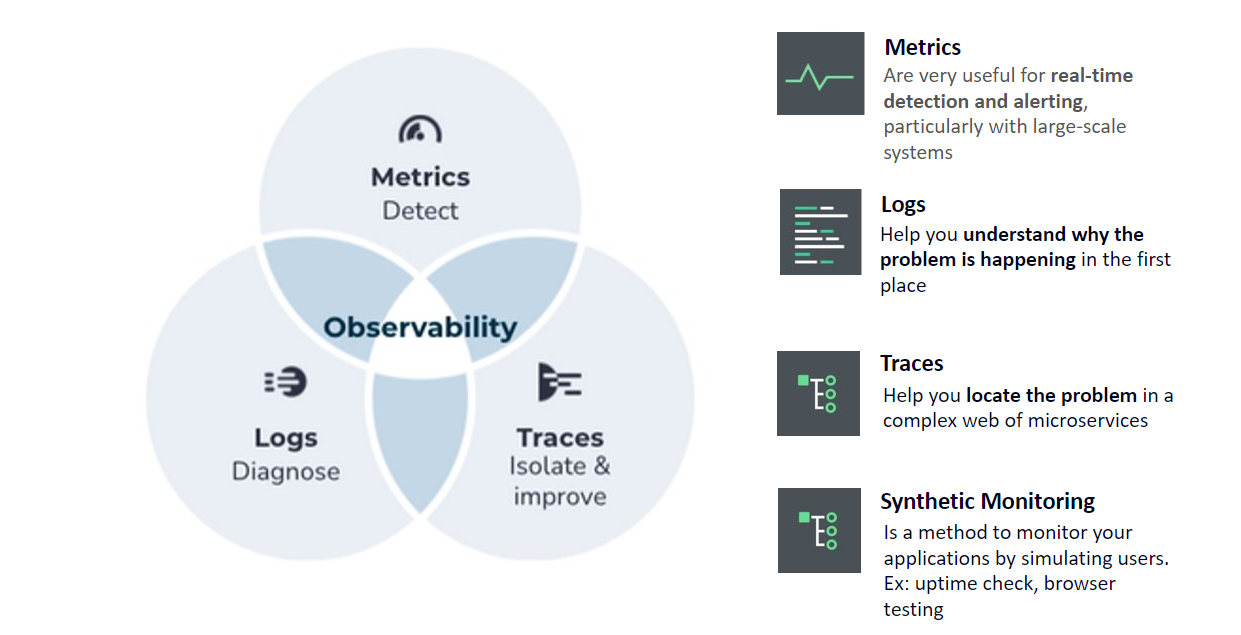 Metrics
Detect
Observability
Logs
Diagnose
Traces
Isolate &
improve
Metrics
Are very useful for real-time
detection and alerting,
particularly with large-scale
systems
Logs
Help you understand why the
problem is happening in the first
place
Traces
Help you locate the problem in a
complex web of microservices
Synthetic Monitoring
Is a method to monitor your
applications by simulating users.
Ex: uptime check, browser
testing